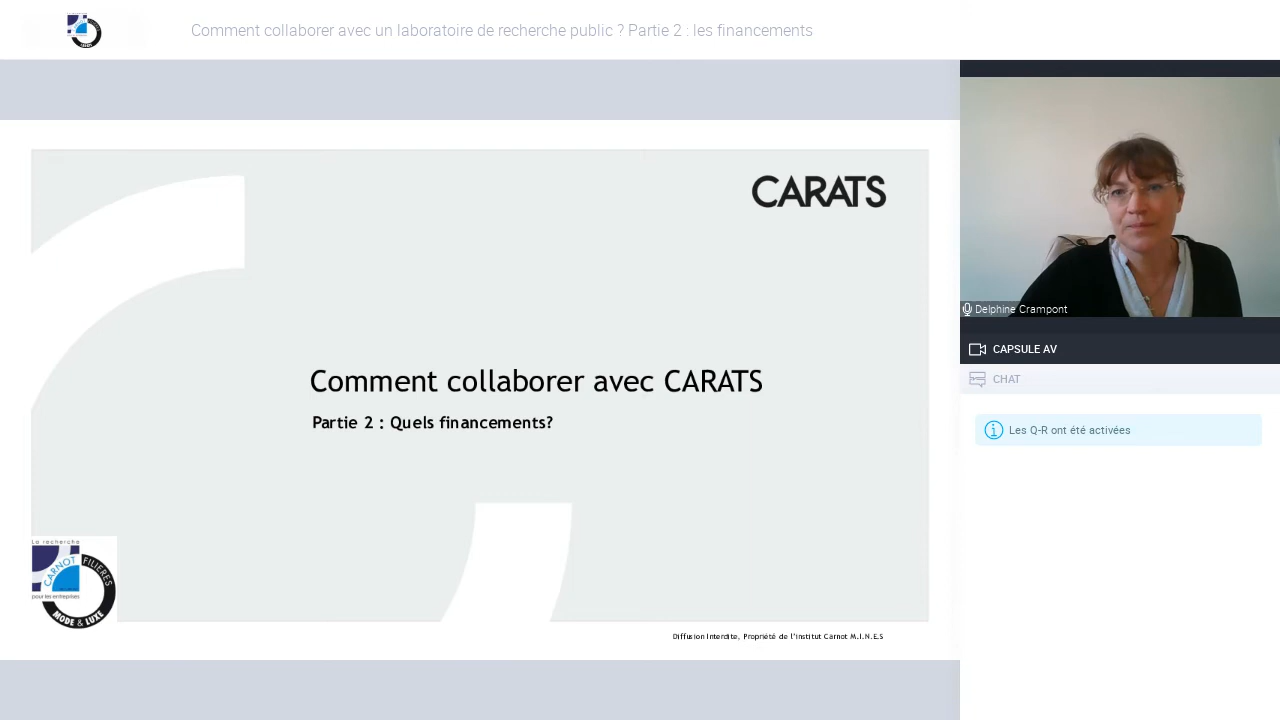 Comment collaborer avec un laboratoire de recherche public ? Partie 2 : les financements
CARATS
Comment collaborer avec CARATS
Partie 2 : Quels financements?
La recherche
CARNOT
pour les entreprises
FILIÈRES
MODE & LUXE
Diffusion Interdite, Propriété de l'institut Carnot M.I.N.E.S
Delphine Crampont
CAPSULE AV
CHAT
Les Q-R ont été activées